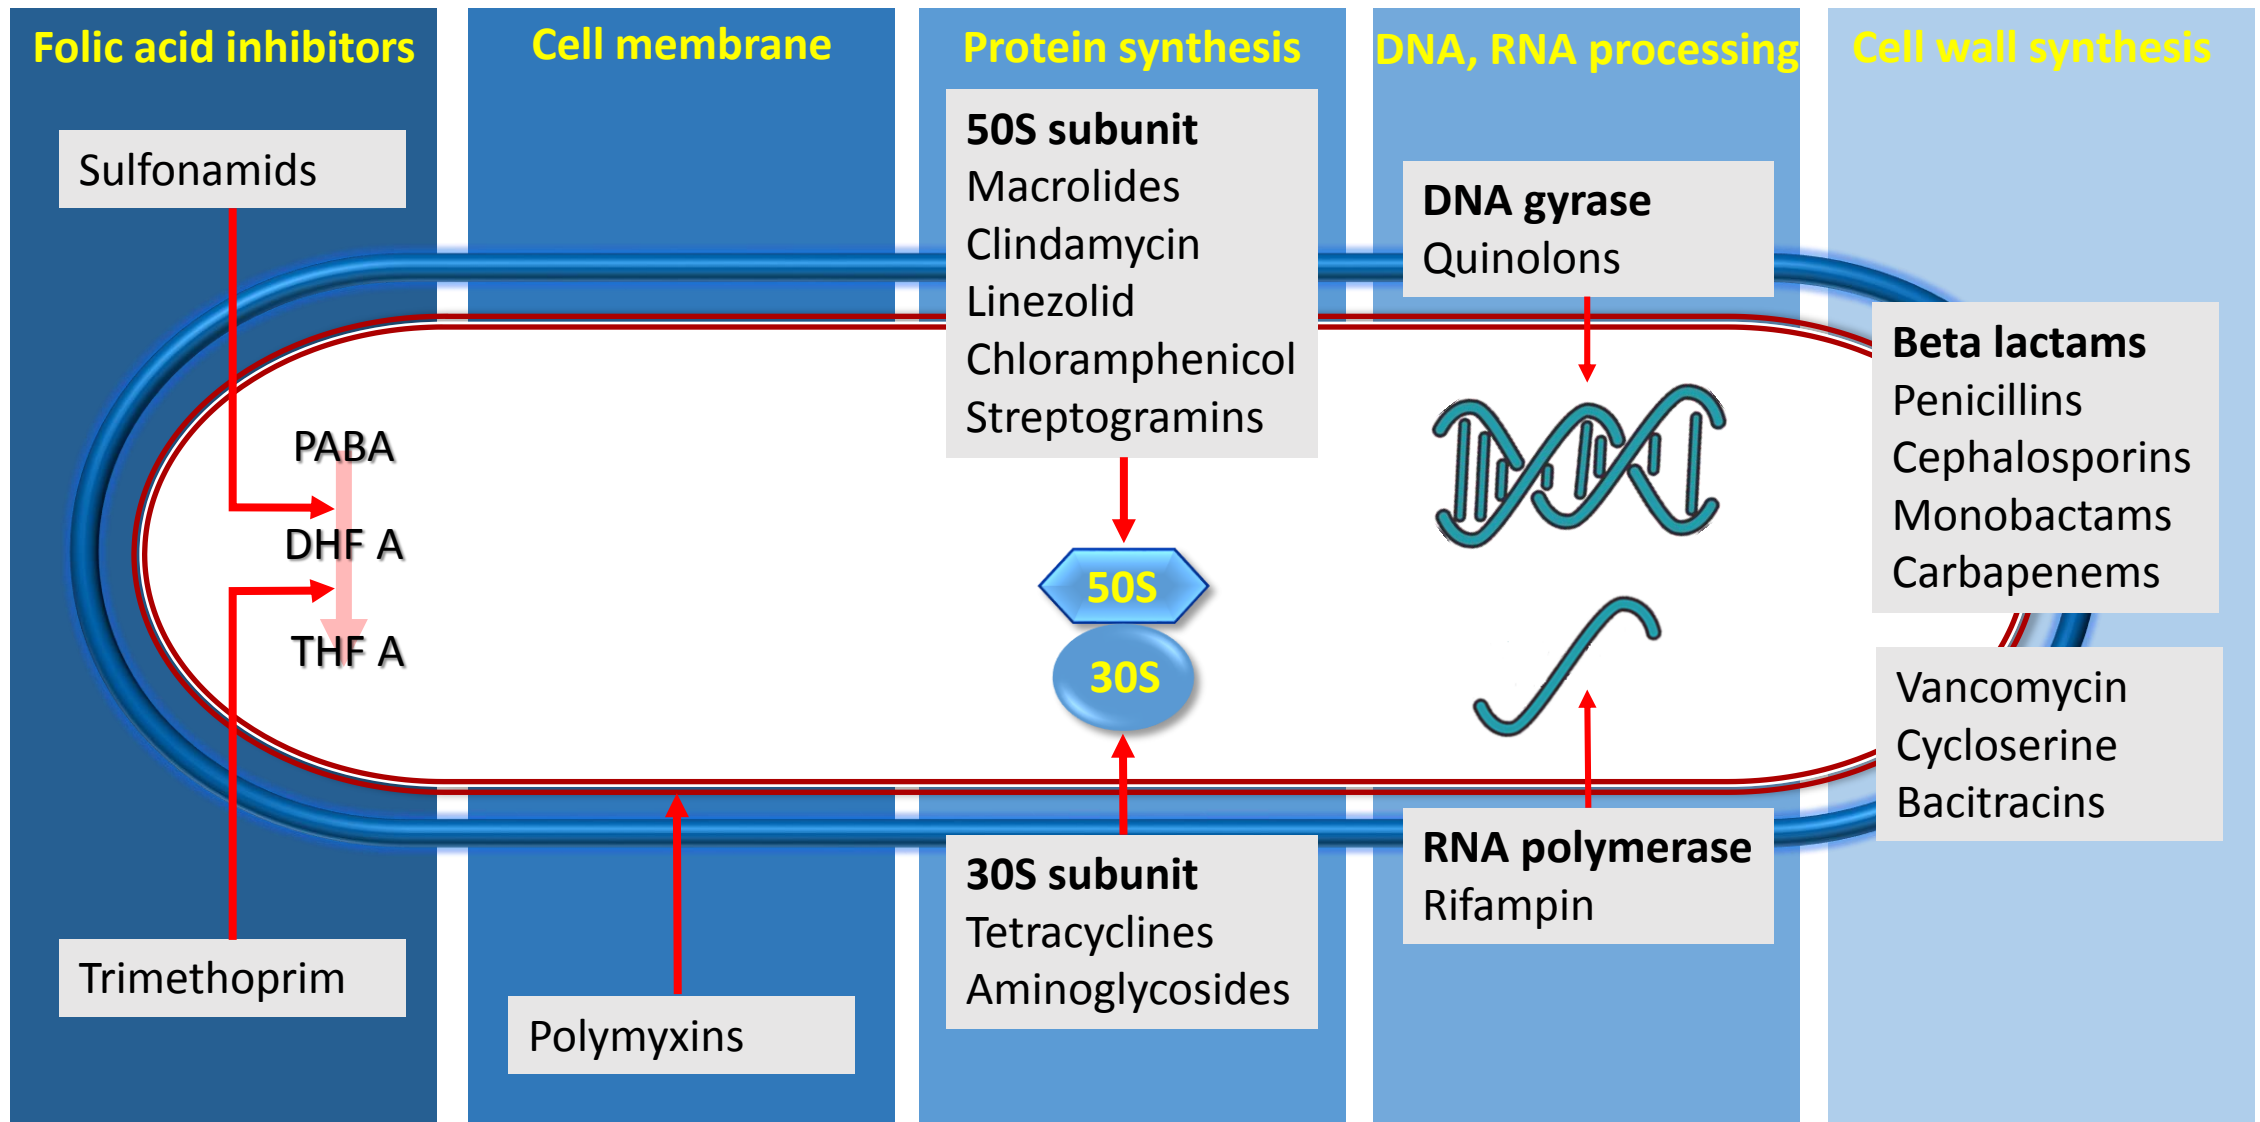 Folic acid inhibitors
Sulfonamids
PABA
DHF A
THF A
Trimethoprim
Cell membrane
Polymyxins
Protein synthesis
50S subunit
Macrolides
Clindamycin
Linezolid
Chloramphenicol
Streptogramins
50S
30S
30S subunit
Tetracyclines
Aminoglycosides
DNA, RNA processing
DNA gyrase
Quinolons
RNA polymerase
Rifampin
Cell wall synthesis
Beta lactams
Penicillins
Cephalosporins
Monobactams
Carbapenems
Vancomycin
Cycloserine
Bacitracins